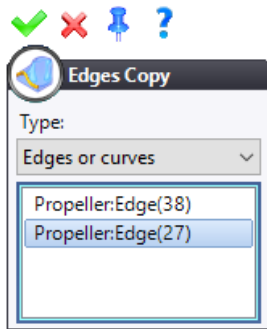 ?
Edges Copy
Type:
Edges or curves
Propeller:Edge(38)
Propeller:Edge(27)